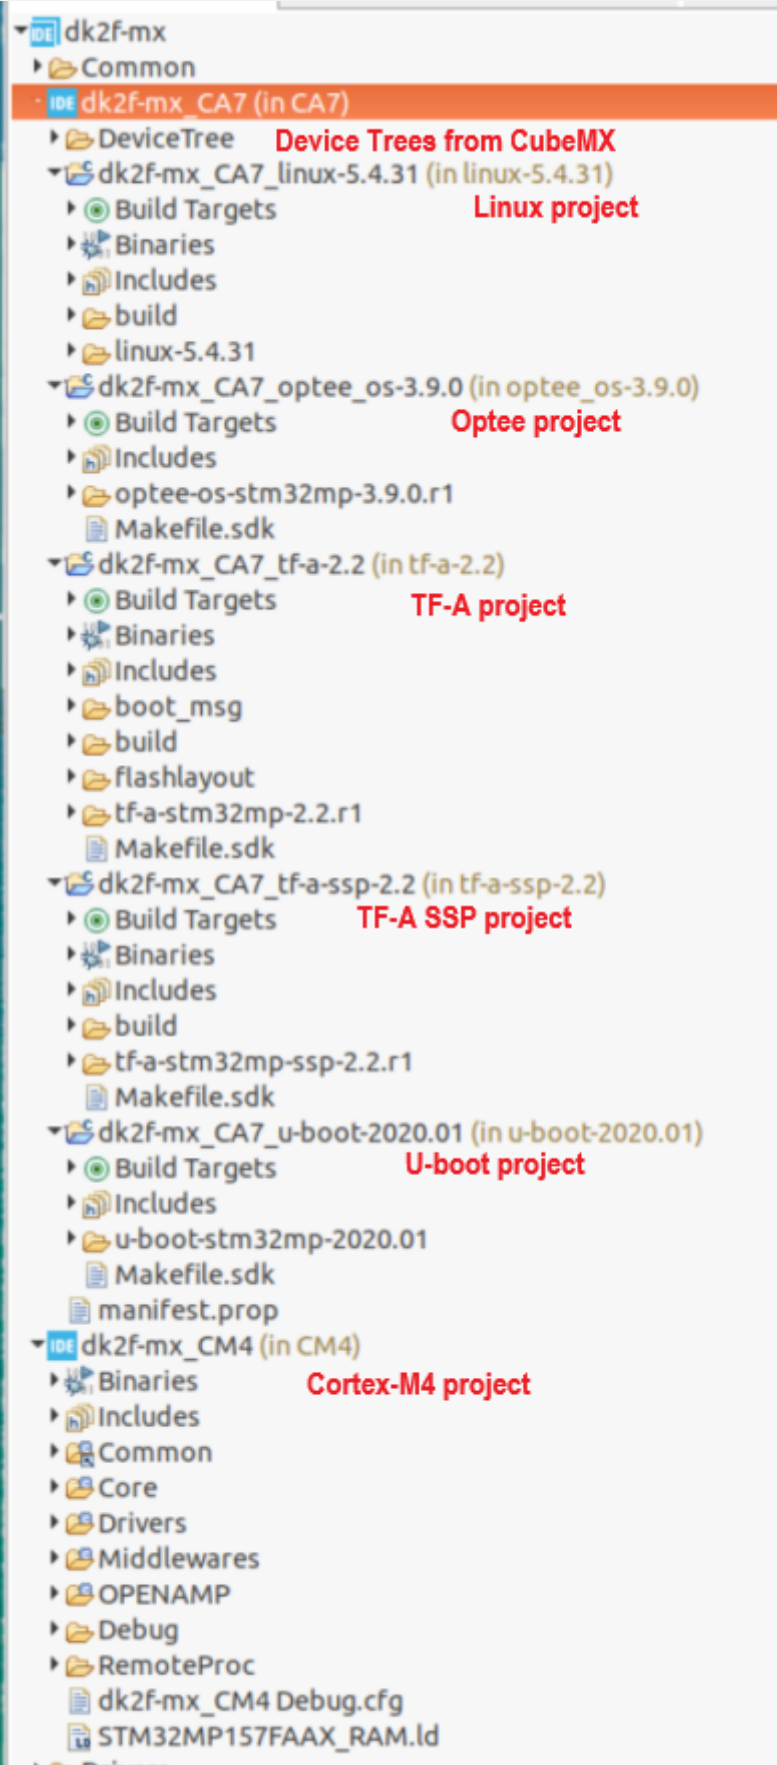 IDE dk2f-mx
Common
IDE dk2f-mx_CA7 (in CA7)
DeviceTree Device Trees from CubeMX
dk2f-mx_CA7_linux-5.4.31 (in linux-5.4.31)
Build Targets Linux project
Binaries
Includes
build
linux-5.4.31
dk2f-mx_CA7_optee_os-3.9.0 (in optee_os-3.9.0)
Build Targets Optee project
Includes
optee-os-stm32mp-3.9.0.r1
Makefile.sdk
dk2f-mx_CA7_tf-a-2.2 (in tf-a-2.2)
Build Targets TF-A project
Binaries
Includes
boot_msg
build
flashlayout
tf-a-stm32mp-2.2.r1
Makefile.sdk
dk2f-mx_CA7_tf-a-ssp-2.2 (in tf-a-ssp-2.2)
Build Targets TF-A SSP project
Binaries
Includes
build
tf-a-stm32mp-ssp-2.2.r1
Makefile.sdk
dk2f-mx_CA7_u-boot-2020.01 (in u-boot-2020.01)
Build Targets U-boot project
Includes
u-boot-stm32mp-2020.01
Makefile.sdk
manifest.prop
IDE dk2f-mx_CM4 (in CM4)
Binaries Cortex-M4 project
Includes
Common
Core
Drivers
Middlewares
OPENAMP
Debug
RemoteProc
dk2f-mx_CM4 Debug.cfg
STM32MP157FAAX_RAM.ld